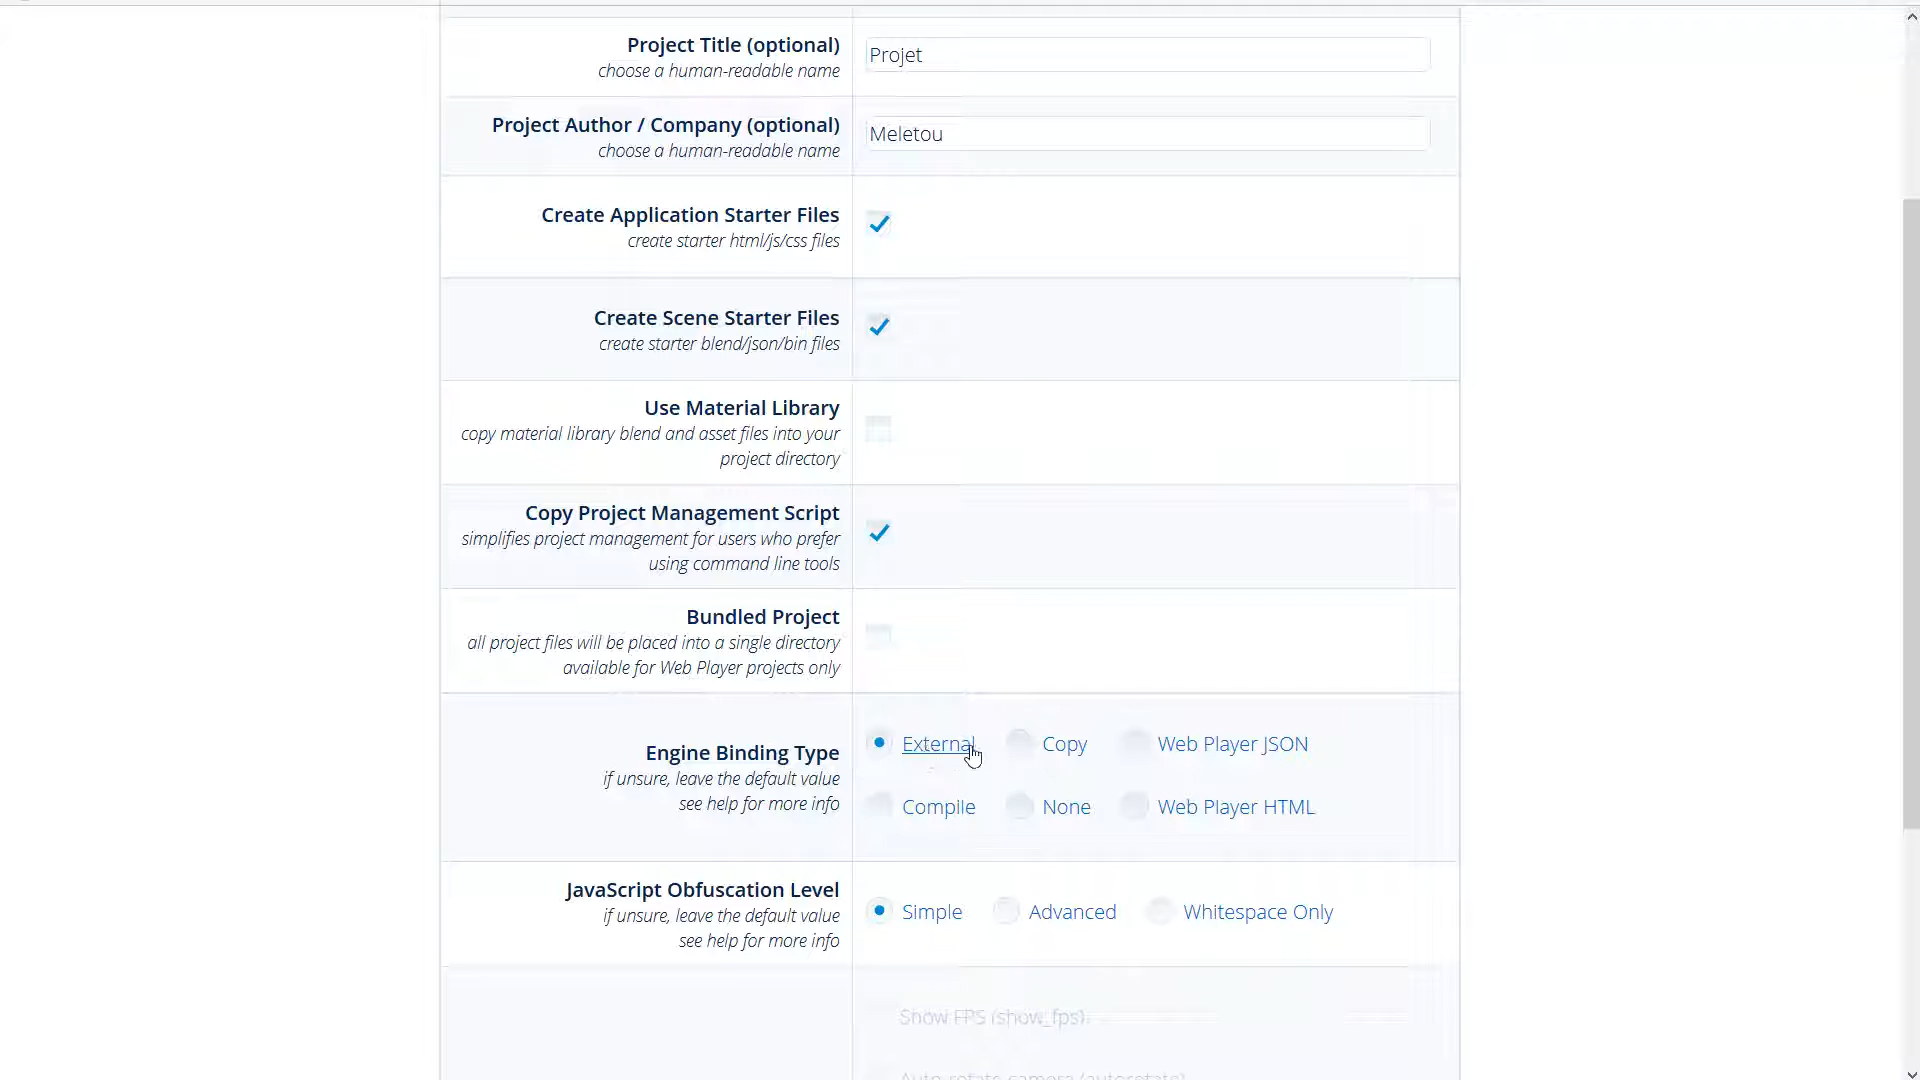 Project Title (optional)
choose a human-readable name
Projet
Project Author / Company (optional)
choose a human-readable name
Meletou
Create Application Starter Files
create starter html/js/css files
Create Scene Starter Files
create starter blend/json/bin files
Use Material Library
copy material library blend and asset files into your
project directory
Copy Project Management Script
simplifies project management for users who prefer
using command line tools
Bundled Project
all project files will be placed into a single directory
available for Web Player projects only
Engine Binding Type
if unsure, leave the default value
see help for more info
External Copy Web Player JSON
Compile None Web Player HTML
JavaScript Obfuscation Level
if unsure, leave the default value
see help for more info
Simple Advanced Whitespace Only
Show FPS (show_fps)
Auto-rotate camera (autorotate)